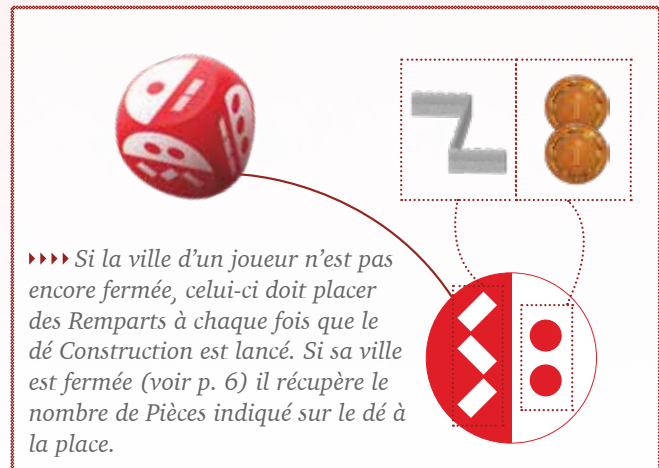 1
1
Si la ville d’un joueur n’est pas
encore fermée, celui-ci doit placer
des Remparts à chaque fois que le
dé Construction est lancé. Si sa ville
est fermée (voir p. 6) il récupère le
nombre de Pièces indiqué sur le dé à
la place.